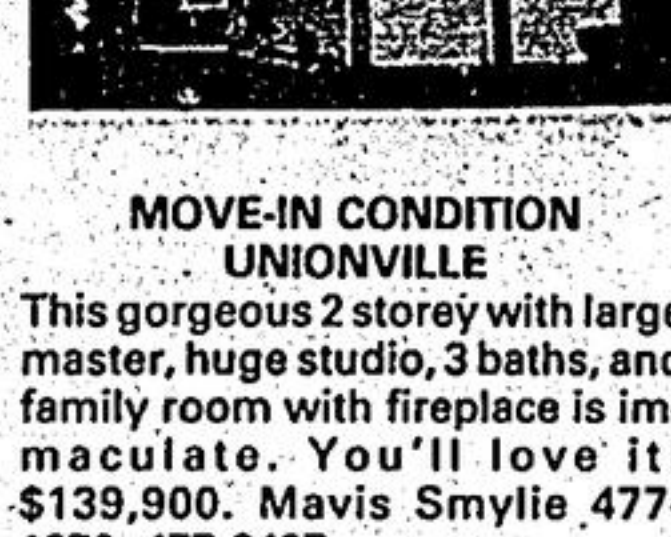 MOVE-IN CONDITION
UNIONVILLE
This gorgeous 2 storey with large
master, huge studio, 3 baths, and
family room with fireplace is im
maculate. You'll love it
$139,900. Mavis Smylie 477